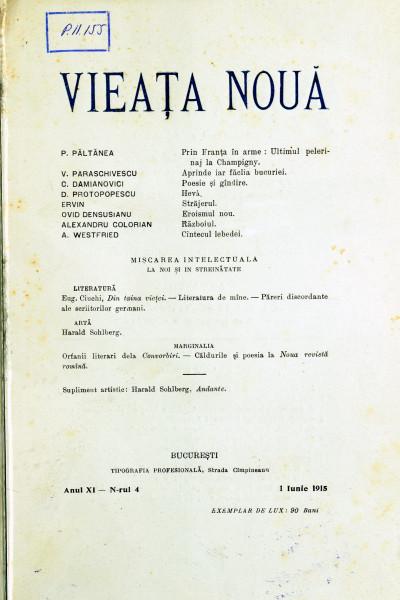 P.II.155
VIEAȚA NOUĂ
P. PĂLTĂNEA Prin Franța în arme : Ultimul peleri-
naj la Champigny.
V. PARASCHIVESCU Aprinde iar făclia bucuriei.
C. DAMIANOVICI Poesie și gîndire.
D. PROTOPOPESCU Hevà.
ERVIN Străjerul.
OVID DENSUSIANU Eroismul nou.
ALEXANDRU COLORIAN Războiul.
A. WESTFRIED Cîntecul lebedei.
MISCAREA INTELECTUALA
LA NOI ȘI IN STREINĂTATE
LITERATURĂ
Eug. Ciuchi, Din taina vieței. — Literatura de mîne. — Păreri discordante
ale scriitorilor germani.
ARTĂ
Harald Sohlberg.
MARGINALIA
Orfanii literari dela Convorbiri. — Căldurile și poesia la Noua revistă
romînă.
Supliment artistic: Harald Sohlberg, Andante.
BUCUREȘTI
TIPOGRAFIA PROFESIONALĂ, Strada Cîmpineanu
Anul XI — N-rul 4 1 Iunie 1915
EXEMPLAR DE LUX: 90 Bani